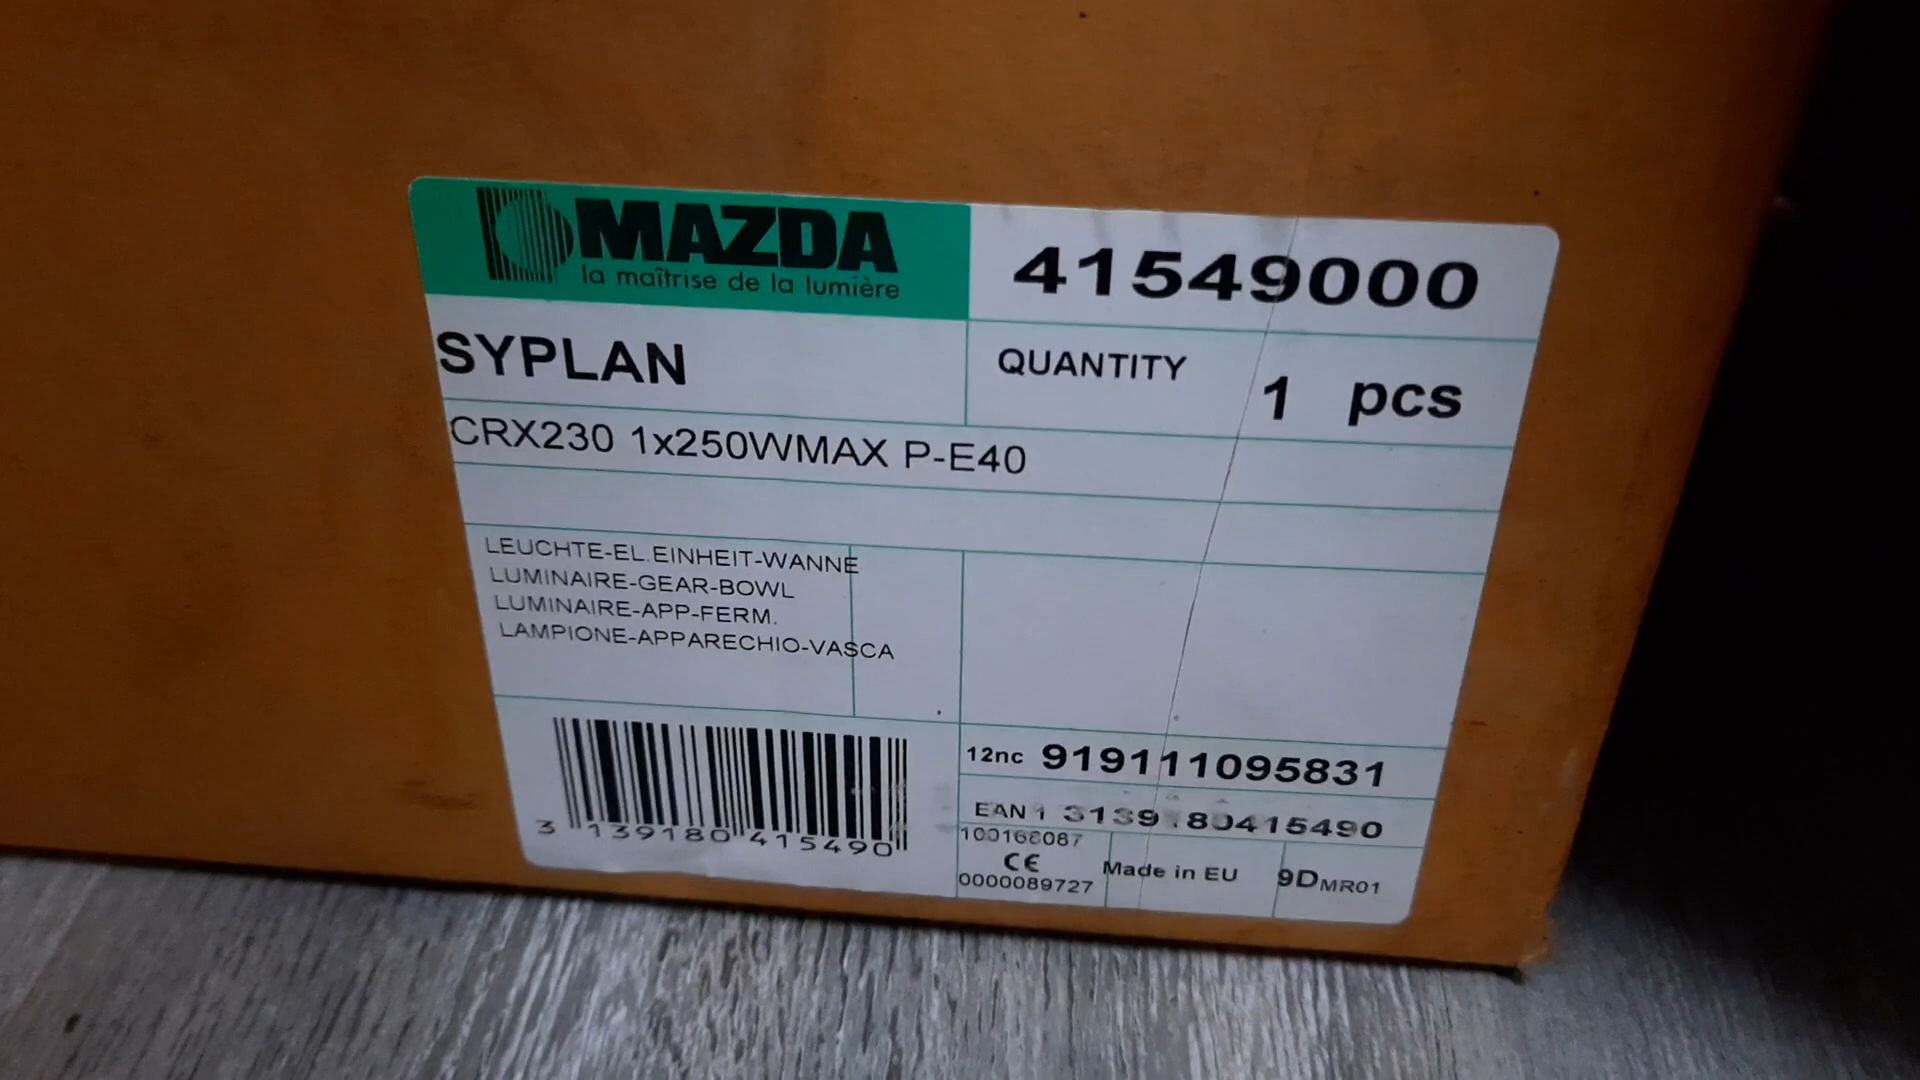 MAZDA
la maîtrise de la lumière
41549000
SYPLAN
QUANTITY 1 pcs
CRX230 1x250WMAX P-E40
LEUCHTE-EL.EINHEIT-WANNE
LUMINAIRE-GEAR-BOWL
LUMINAIRE-APP-FERM.
LAMPIONE-APPARECHIO-VASCA
3 139180 415490
12nc 919111095831
EAN1 3139180415490
100168087
CE
0000089727
Made in EU
9DMR01